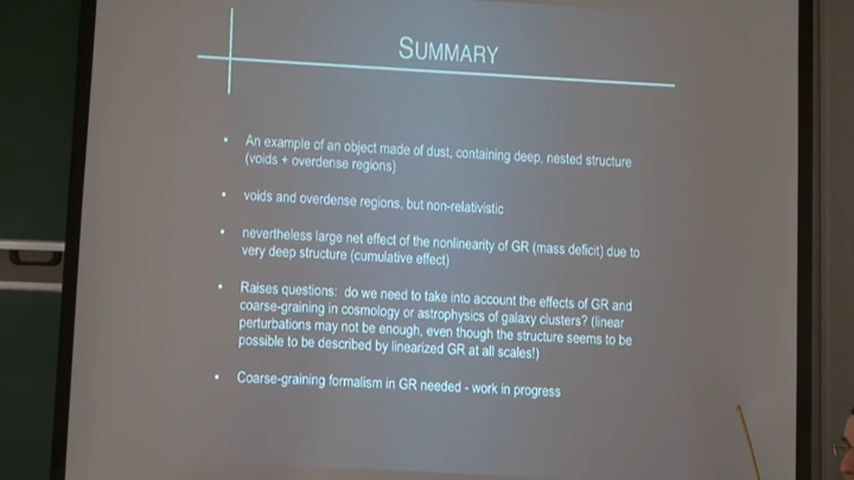 SUMMARY
• An example of an object made of dust, containing deep, nested structure
(voids + overdense regions)
• voids and overdense regions, but non-relativistic
• nevertheless large net effect of the nonlinearity of GR (mass deficit) due to
very deep structure (cumulative effect)
• Raises questions: do we need to take into account the effects of GR and
coarse-graining in cosmology or astrophysics of galaxy clusters? (linear
perturbations may not be enough, even though the structure seems to be
possible to be described by linearized GR at all scales!)
• Coarse-graining formalism in GR needed - work in progress